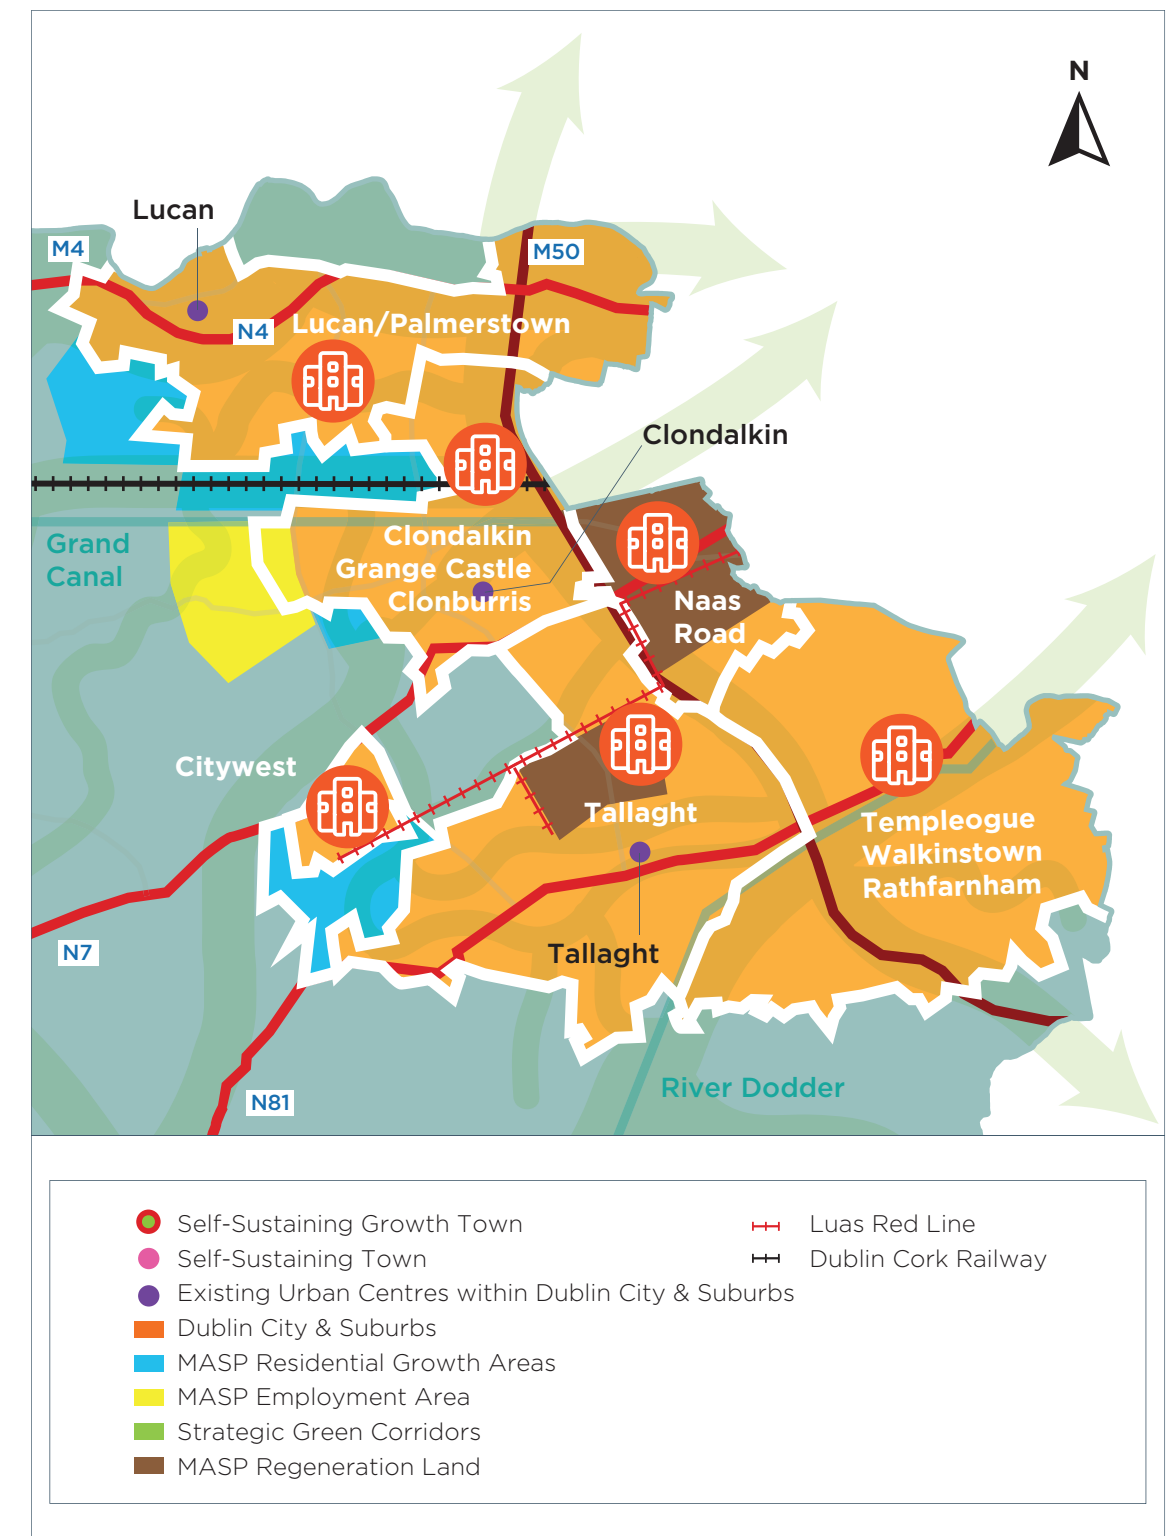 N
Lucan
M4
M50
N4
Lucan/Palmerstown
Clondalkin
Clondalkin
Grange Castle
Clonburris
Grand
Canal
Naas
Road
Citywest
Tallaght
Templeogue
Walkinstown
Rathfarnham
N7
Tallaght
River Dodder
N81
Self-Sustaining Growth Town
Self-Sustaining Town
Existing Urban Centres within Dublin City & Suburbs
Dublin City & Suburbs
MASP Residential Growth Areas
MASP Employment Area
Strategic Green Corridors
MASP Regeneration Land
Luas Red Line
Dublin Cork Railway